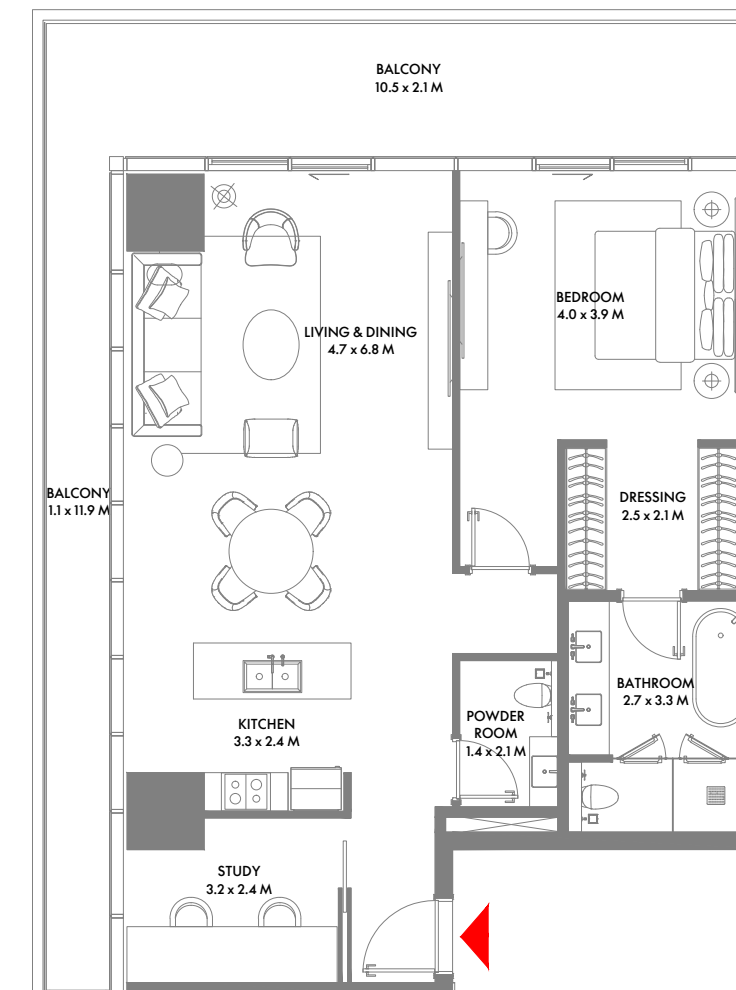 BALCONY
10.5 x 2.1 M
LIVING & DINING
4.7 x 6.8 M
BEDROOM
4.0 x 3.9 M
BALCONY
1.1 x 11.9 M
DRESSING
2.5 x 2.1 M
BATHROOM
2.7 x 3.3 M
KITCHEN
3.3 x 2.4 M
POWDER
ROOM
1.4 x 2.1 M
STUDY
3.2 x 2.4 M